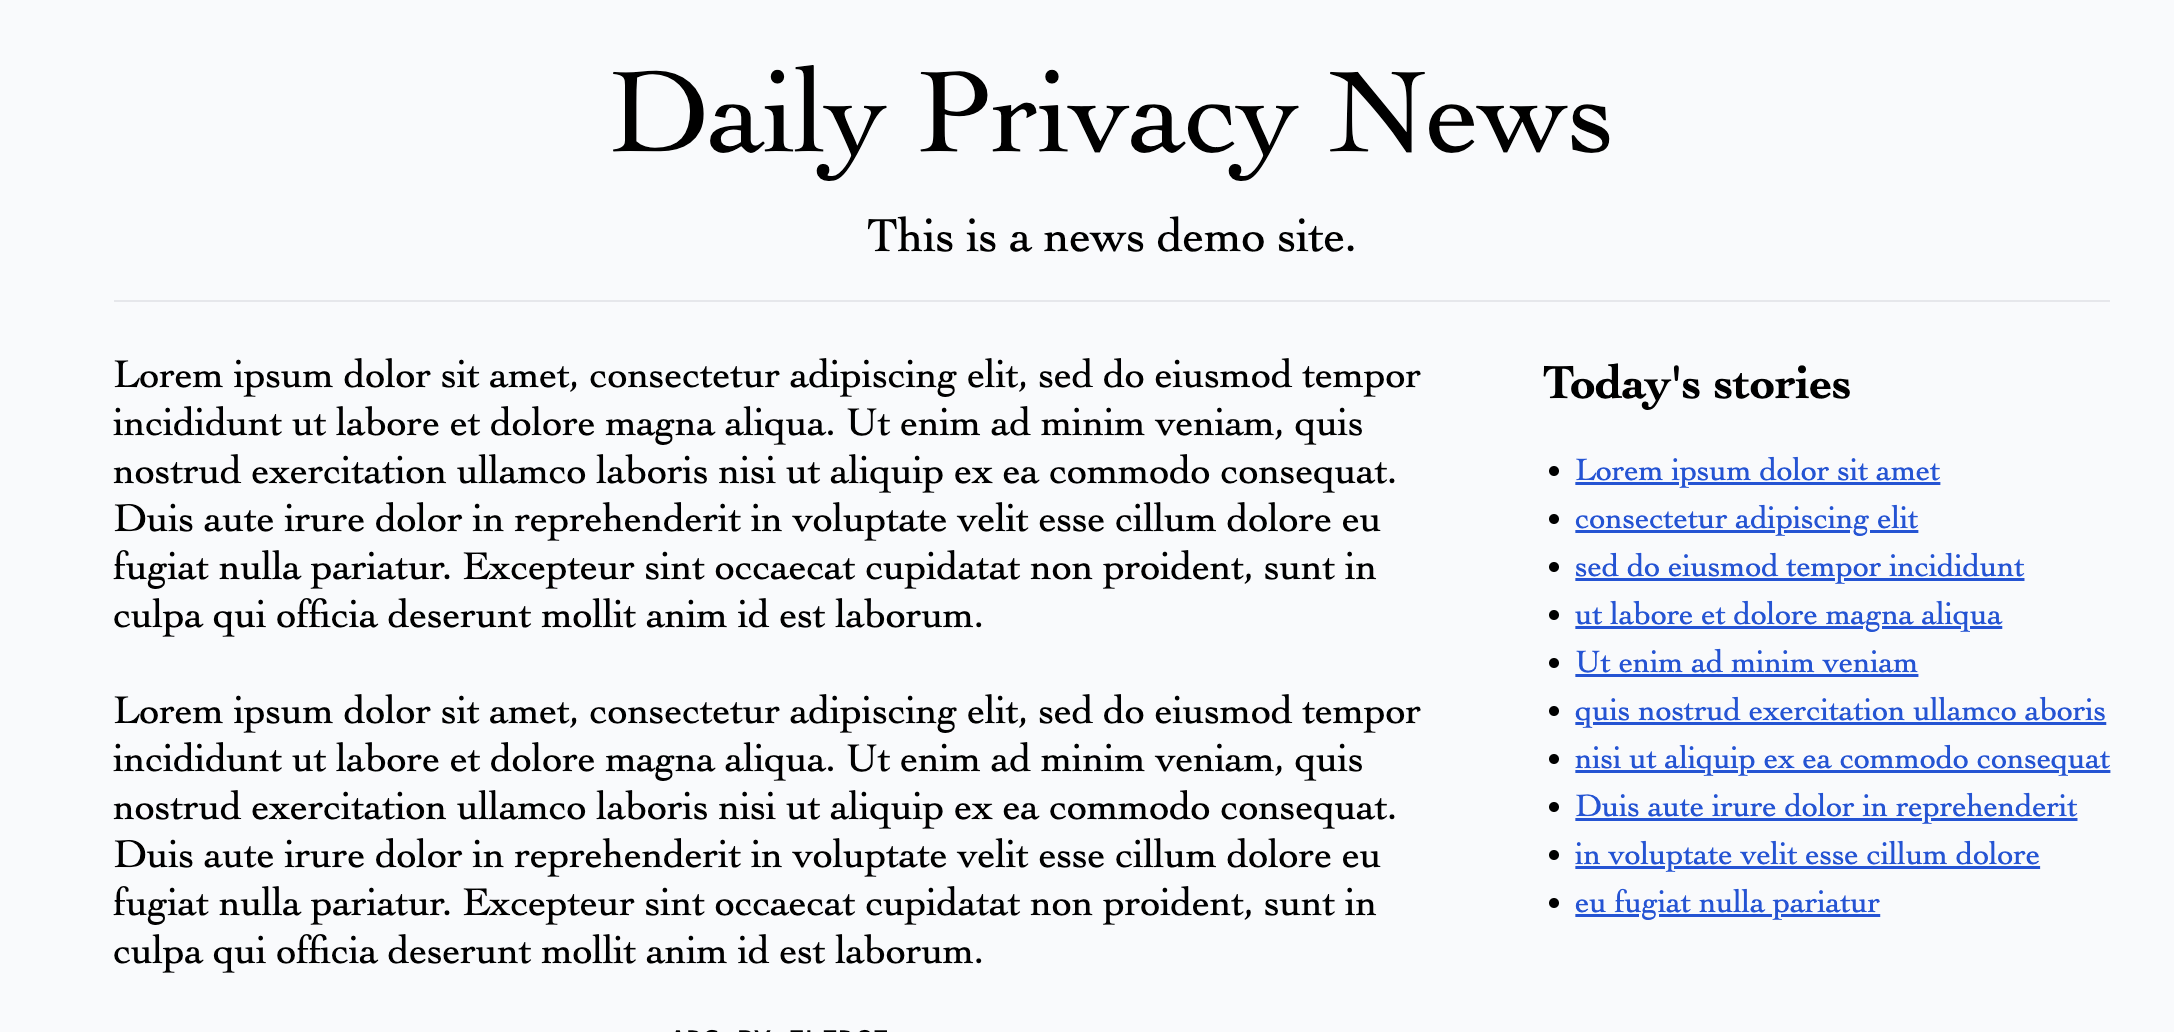 Daily Privacy News
This is a news demo site.
Lorem ipsum dolor sit amet, consectetur adipiscing elit, sed do eiusmod tempor
incididunt ut labore et dolore magna aliqua. Ut enim ad minim veniam, quis
nostrud exercitation ullamco laboris nisi ut aliquip ex ea commodo consequat.
Duis aute irure dolor in reprehenderit in voluptate velit esse cillum dolore eu
fugiat nulla pariatur. Excepteur sint occaecat cupidatat non proident, sunt in
culpa qui officia deserunt mollit anim id est laborum.
Lorem ipsum dolor sit amet, consectetur adipiscing elit, sed do eiusmod tempor
incididunt ut labore et dolore magna aliqua. Ut enim ad minim veniam, quis
nostrud exercitation ullamco laboris nisi ut aliquip ex ea commodo consequat.
Duis aute irure dolor in reprehenderit in voluptate velit esse cillum dolore eu
fugiat nulla pariatur. Excepteur sint occaecat cupidatat non proident, sunt in
culpa qui officia deserunt mollit anim id est laborum.
Today's stories
Lorem ipsum dolor sit amet
consectetur adipiscing elit
sed do eiusmod tempor incididunt
ut labore et dolore magna aliqua
Ut enim ad minim veniam
quis nostrud exercitation ullamco aboris
nisi ut aliquip ex ea commodo consequat
Duis aute irure dolor in reprehenderit
in voluptate velit esse cillum dolore
eu fugiat nulla pariatur